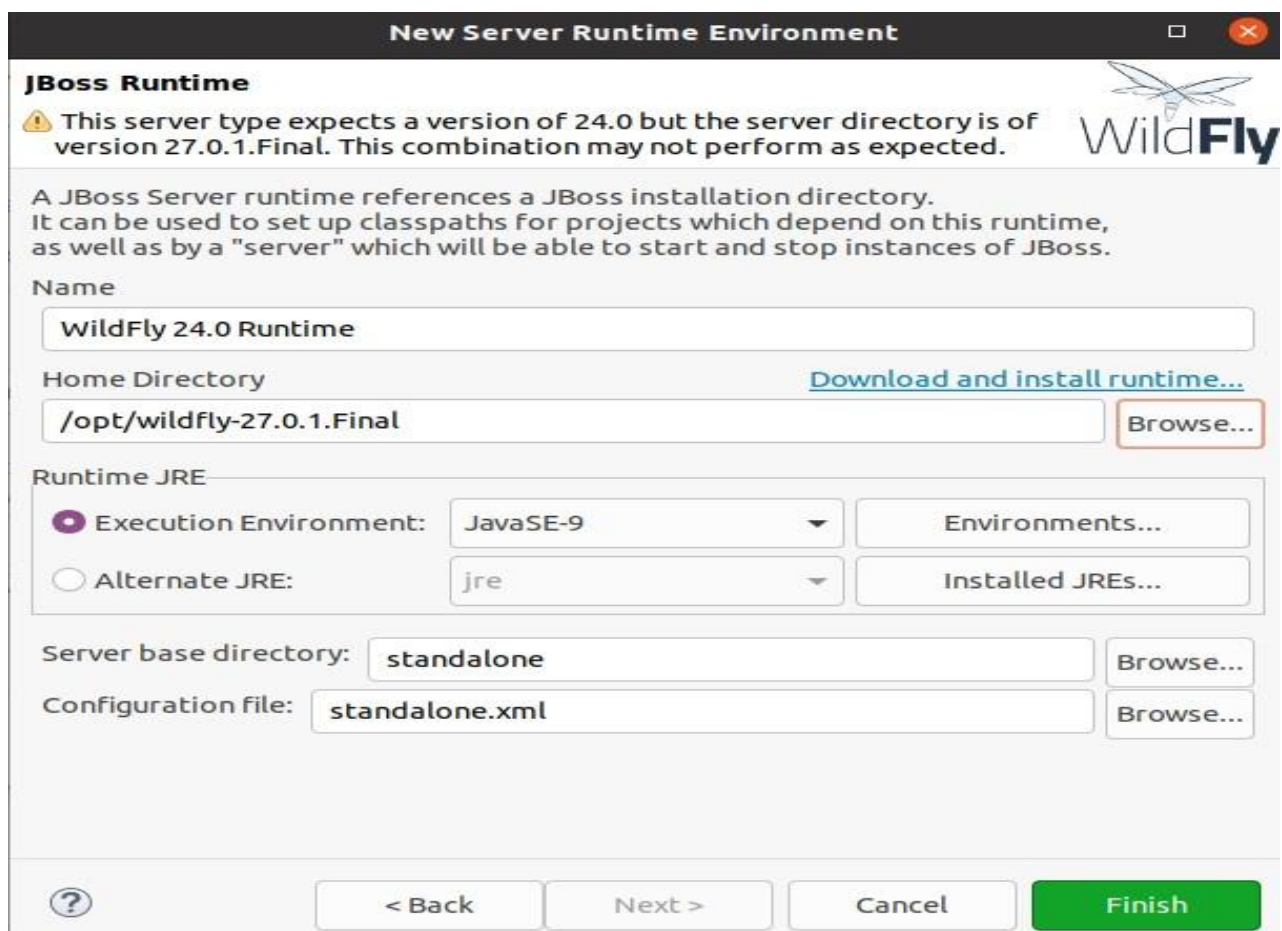 New Server Runtime Environment
JBoss Runtime
This server type expects a version of 24.0 but the server directory is of
version 27.0.1.Final. This combination may not perform as expected.
WildFly
A JBoss Server runtime references a JBoss installation directory.
It can be used to set up classpaths for projects which depend on this runtime,
as well as by a "server" which will be able to start and stop instances of JBoss.
Name
WildFly 24.0 Runtime
Home Directory Download and install runtime...
/opt/wildfly-27.0.1.Final Browse...
Runtime JRE
Execution Environment: JavaSE-9 Environments...
Alternate JRE: jre Installed JREs...
Server base directory: standalone Browse...
Configuration file: standalone.xml Browse...
? < Back Next > Cancel Finish